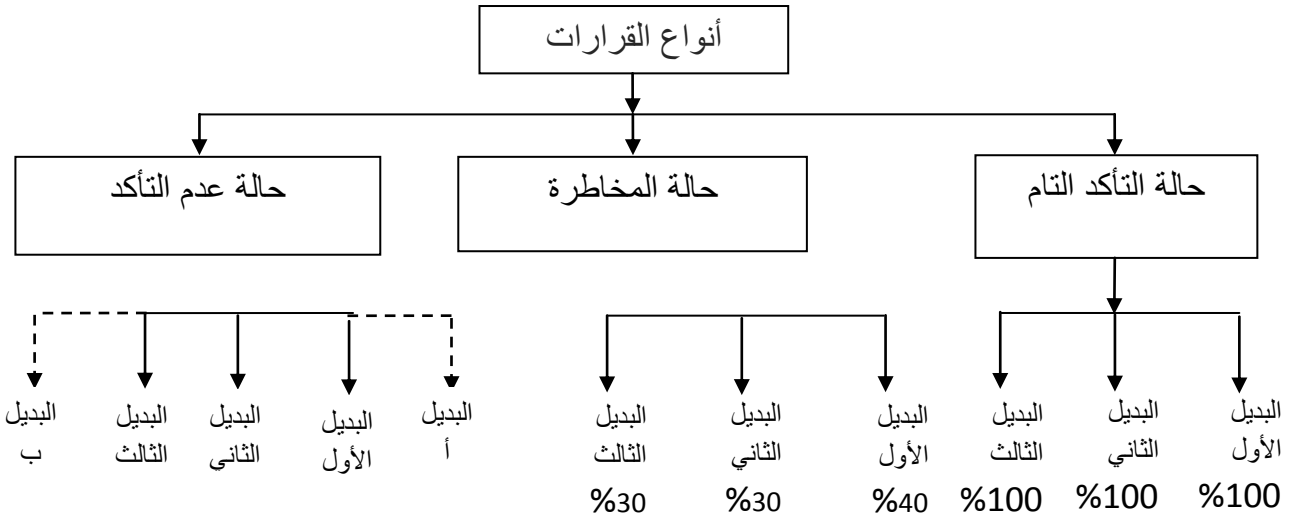 أنواع القرارات
حالة التأكد التام
حالة المخاطرة
حالة عدم التأكد
البديل
الأول
%100
البديل
الثاني
%100
البديل
الثالث
%100
البديل
الأول
%40
البديل
الثاني
%30
البديل
الثالث
%30
البديل
أ
البديل
الأول
البديل
الثاني
البديل
الثالث
البديل
ب